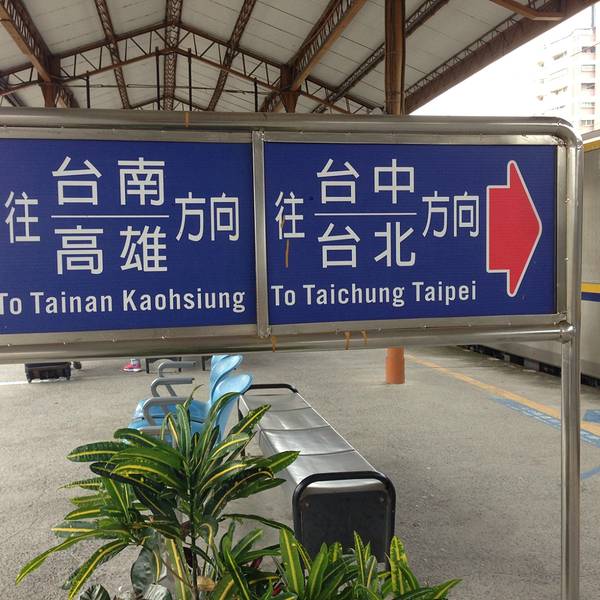 往 台南 方向
高雄
To Tainan Kaohsiung
往 台中 方向
台北
To Taichung Taipei